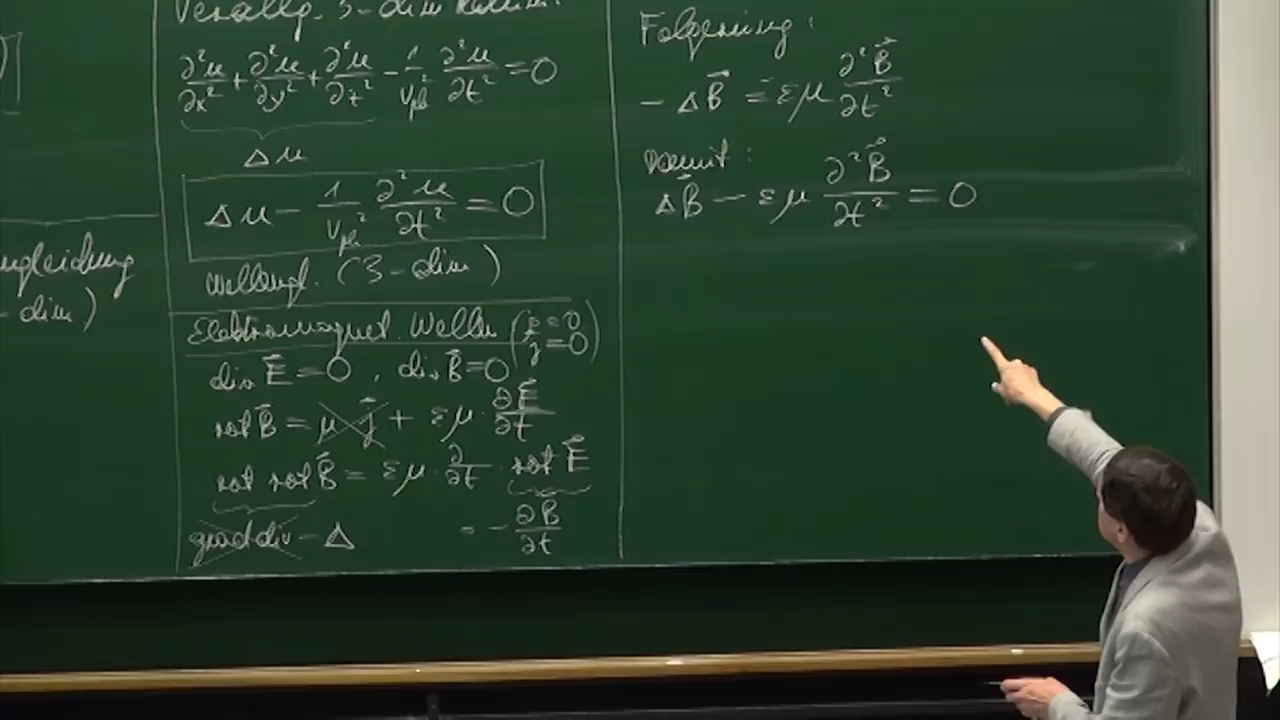 ngleichung
- dim)
Verallg. 3-dim
∂²u/∂x² + ∂²u/∂y² + ∂²u/∂z² - 1/v_ph² ∂²u/∂t² = 0
Δu
Δu - 1/v_ph² ∂²u/∂t² = 0
Wellengl. (3-dim)
Elektromagnet. Wellen (ρ=0
j=0)
div E⃗ = 0, div B⃗ = 0
rot B⃗ = μj⃗ + εμ · ∂E⃗/∂t
rot rot B⃗ = εμ · ∂/∂t rot E⃗
grad div - Δ = - ∂B⃗/∂t
Folgerung:
- ΔB⃗ = - εμ ∂²B⃗/∂t²
Damit:
ΔB⃗ - εμ ∂²B⃗/∂t² = 0